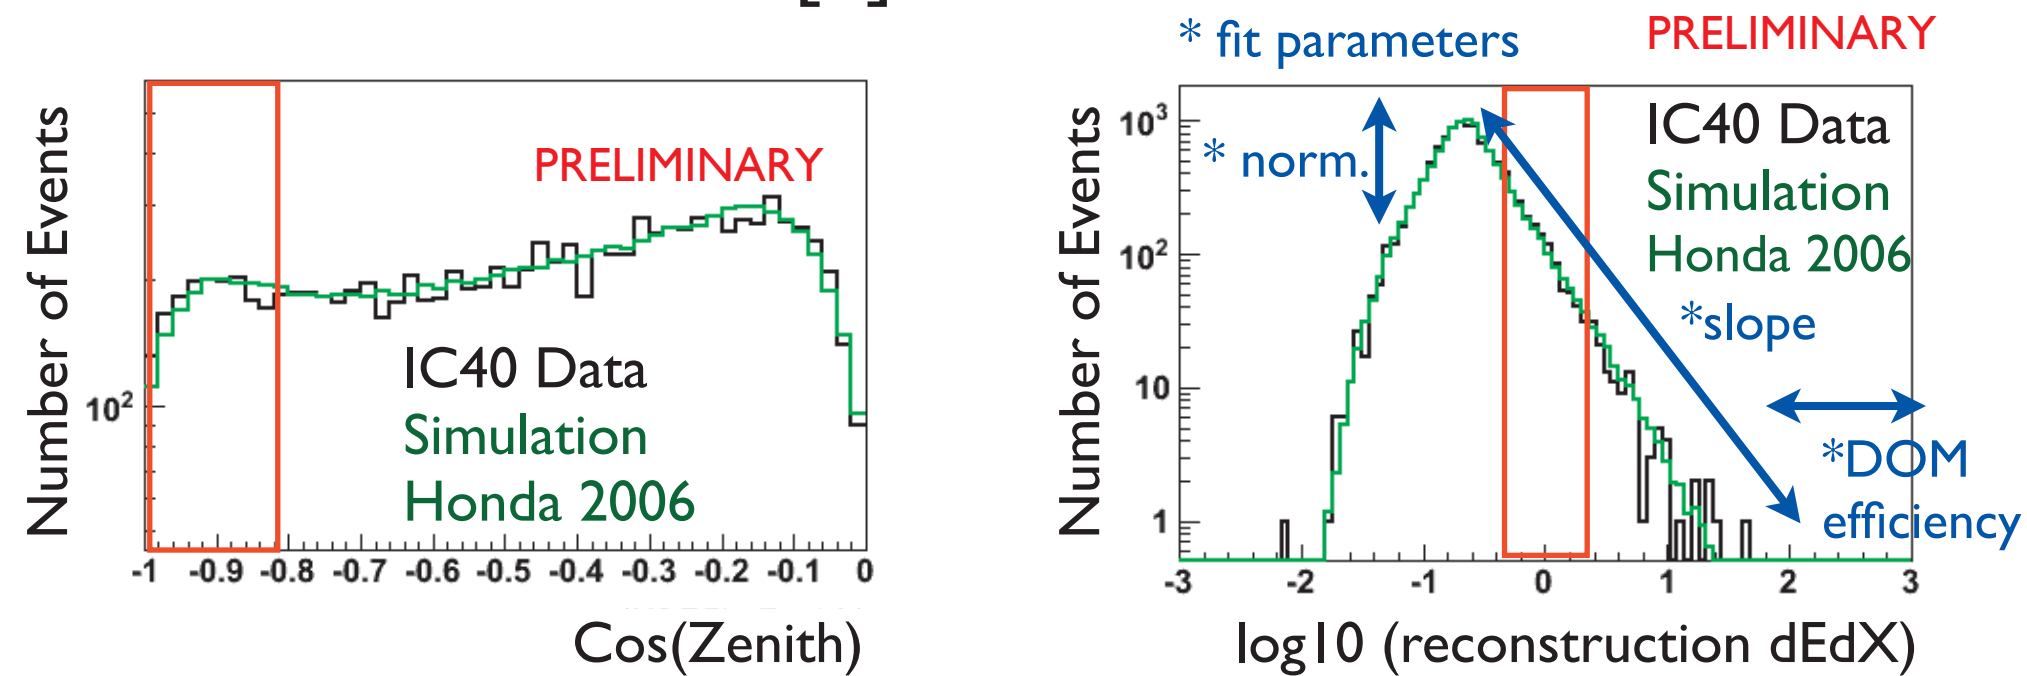 Number of Events
10²
PRELIMINARY
IC40 Data
Simulation
Honda 2006
-1 -0.9 -0.8 -0.7 -0.6 -0.5 -0.4 -0.3 -0.2 -0.1 0
Cos(Zenith)
* fit parameters
PRELIMINARY
Number of Events
10³
10²
10
1
* norm.
IC40 Data
Simulation
Honda 2006
*slope
*DOM
efficiency
-3 -2 -1 0 1 2 3
log10 (reconstruction dEdX)